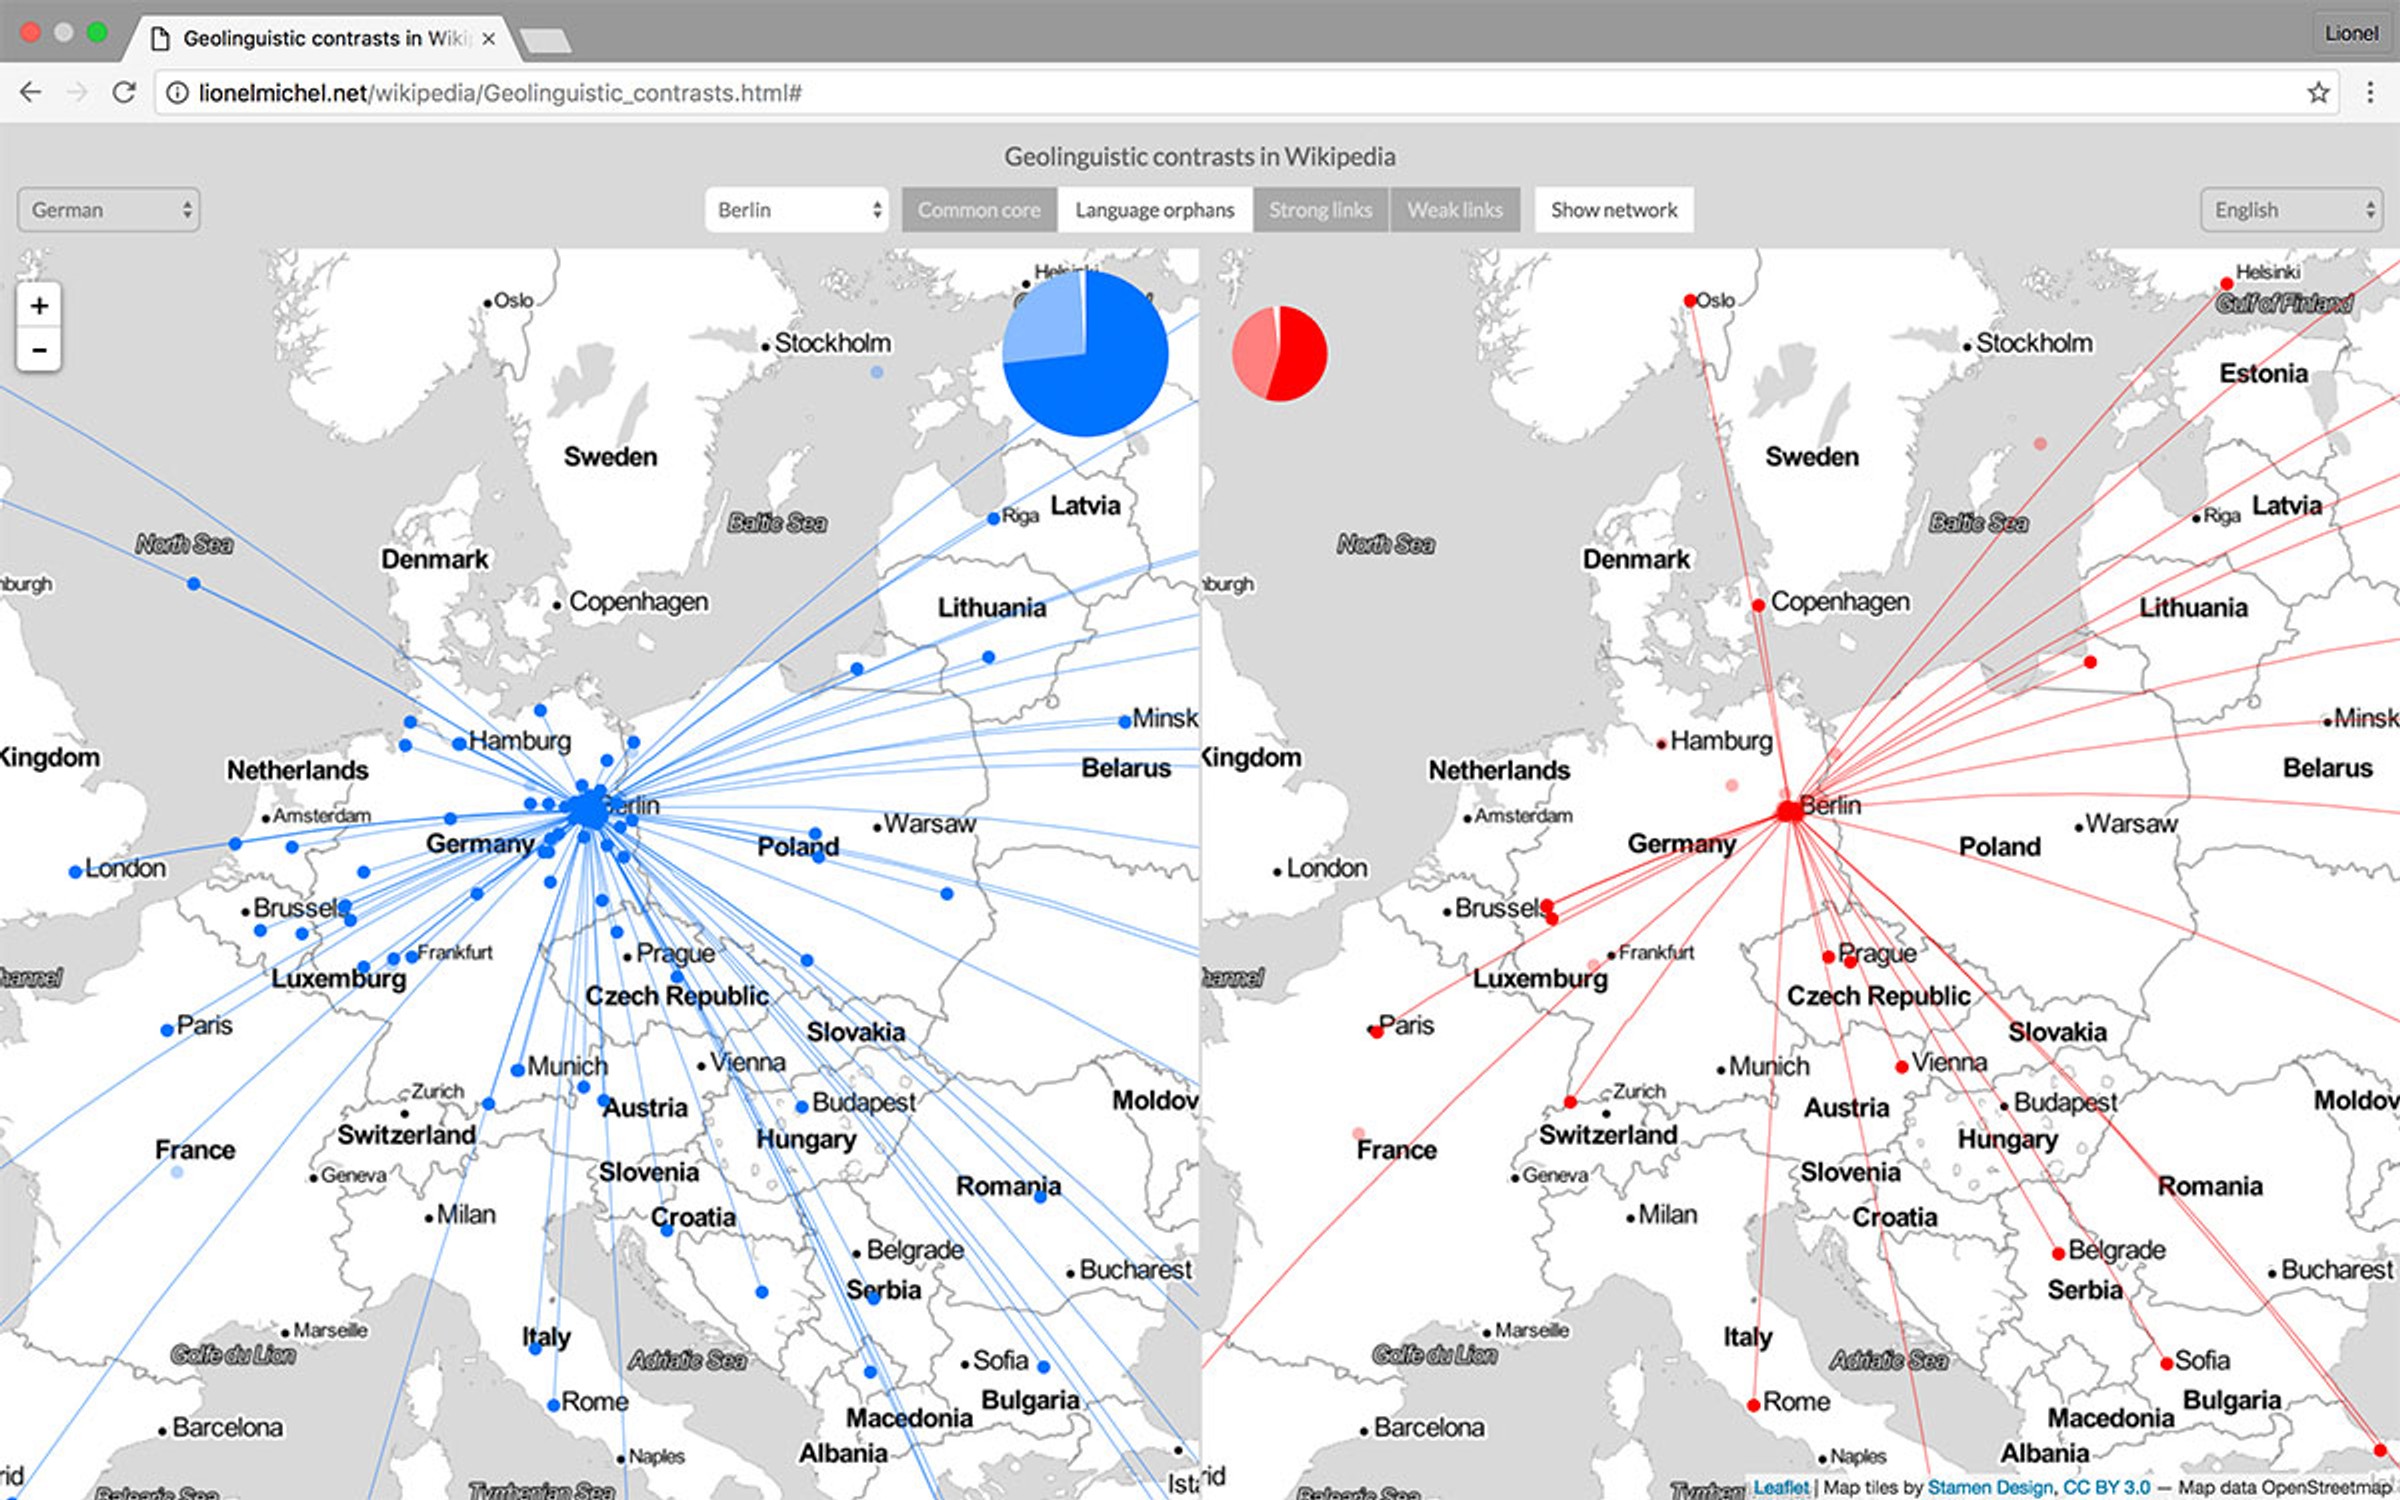 Geolinguistic contrasts in Wiki
Lionel
lionelmichel.net/wikipedia/Geolinguistic_contrasts.html#
Geolinguistic contrasts in Wikipedia
German
Berlin
Common core
Language orphans
Strong links
Weak links
Show network
English
+
−
Oslo
Stockholm
Sweden
Latvia
Riga
Baltic Sea
North Sea
Denmark
nburgh
Copenhagen
Lithuania
Minsk
Kingdom
Hamburg
Netherlands
Belarus
Berlin
Amsterdam
Germany
Poland
Warsaw
London
Brussels
Frankfurt
Prague
Luxemburg
hannel
Czech Republic
Paris
Slovakia
Munich
Vienna
Zurich
Austria
Budapest
Moldov
Switzerland
Hungary
France
Geneva
Slovenia
Romania
Milan
Croatia
Belgrade
Bucharest
Serbia
Marseille
Italy
Golfe du Lion
Adriatic Sea
Sofia
Rome
Bulgaria
Barcelona
Macedonia
Albania
Naples
rid
Ista
Balearic Sea
Tyrrhenian Sea
Helsinki
Gulf of Finland
Oslo
Stockholm
Estonia
Sweden
Latvia
Riga
Baltic Sea
North Sea
Denmark
nburgh
Copenhagen
Lithuania
Minsk
Kingdom
Hamburg
Netherlands
Belarus
Berlin
Amsterdam
Germany
Poland
Warsaw
London
Brussels
Frankfurt
Prague
Luxemburg
hannel
Czech Republic
Paris
Slovakia
Munich
Vienna
Zurich
Austria
Budapest
Moldov
Switzerland
Hungary
France
Geneva
Slovenia
Romania
Milan
Croatia
Belgrade
Bucharest
Serbia
Marseille
Italy
Golfe du Lion
Adriatic Sea
Sofia
Rome
Bulgaria
Barcelona
Macedonia
Albania
Naples
rid
Balearic Sea
Tyrrhen
Leaflet | Map tiles by Stamen Design, CC BY 3.0 — Map data OpenStreetmap